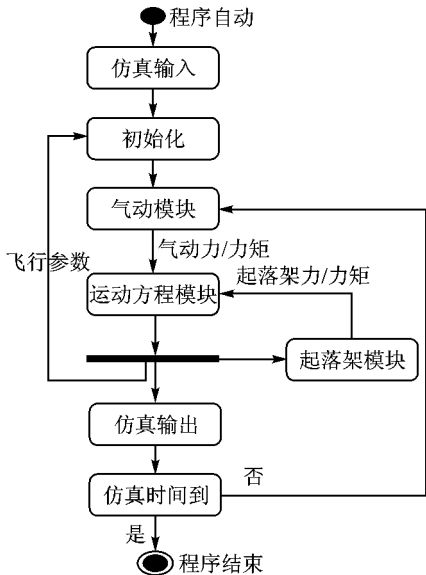 程序自动
仿真输入
初始化
气动模块
气动力/力矩
飞行参数
起落架力/力矩
运动方程模块
起落架模块
仿真输出
否
仿真时间到
是
程序结束